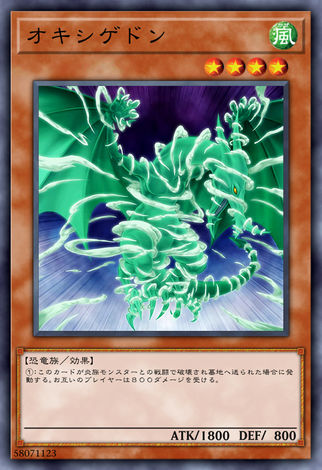 オキシゲドン
風
【恐竜族／効果】
①：このカードが炎族モンスターとの戦闘で破壊され墓地へ送られた場合に発
動する。お互いのプレイヤーは８００ダメージを受ける。
ATK/1800 DEF/ 800
58071123